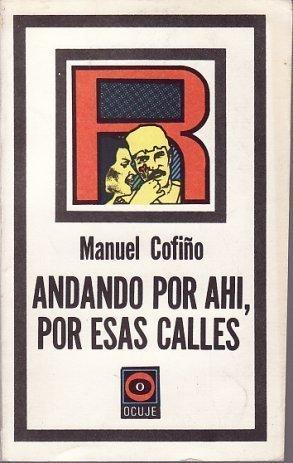 R
Manuel Cofiño
ANDANDO POR AHI,
POR ESAS CALLES
O
OCUJE